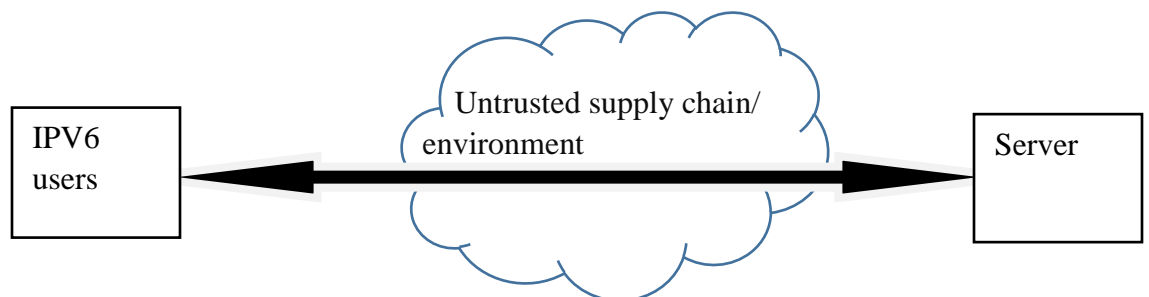 IPV6
users
Untrusted supply chain/
environment
Server